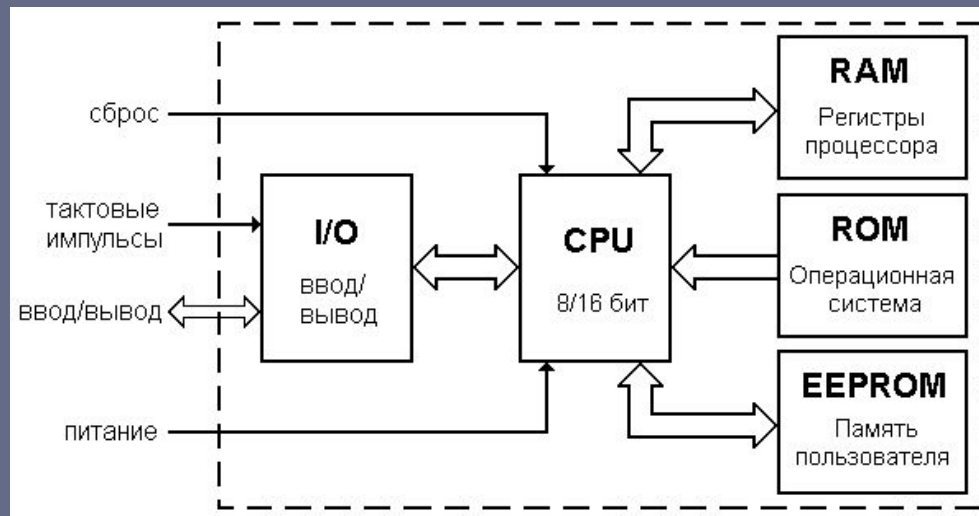 сброс
тактовые
импульсы
ввод/вывод
питание
I/O
ввод/
вывод
CPU
8/16 бит
RAM
Регистры
процессора
ROM
Операционная
система
EEPROM
Память
пользователя